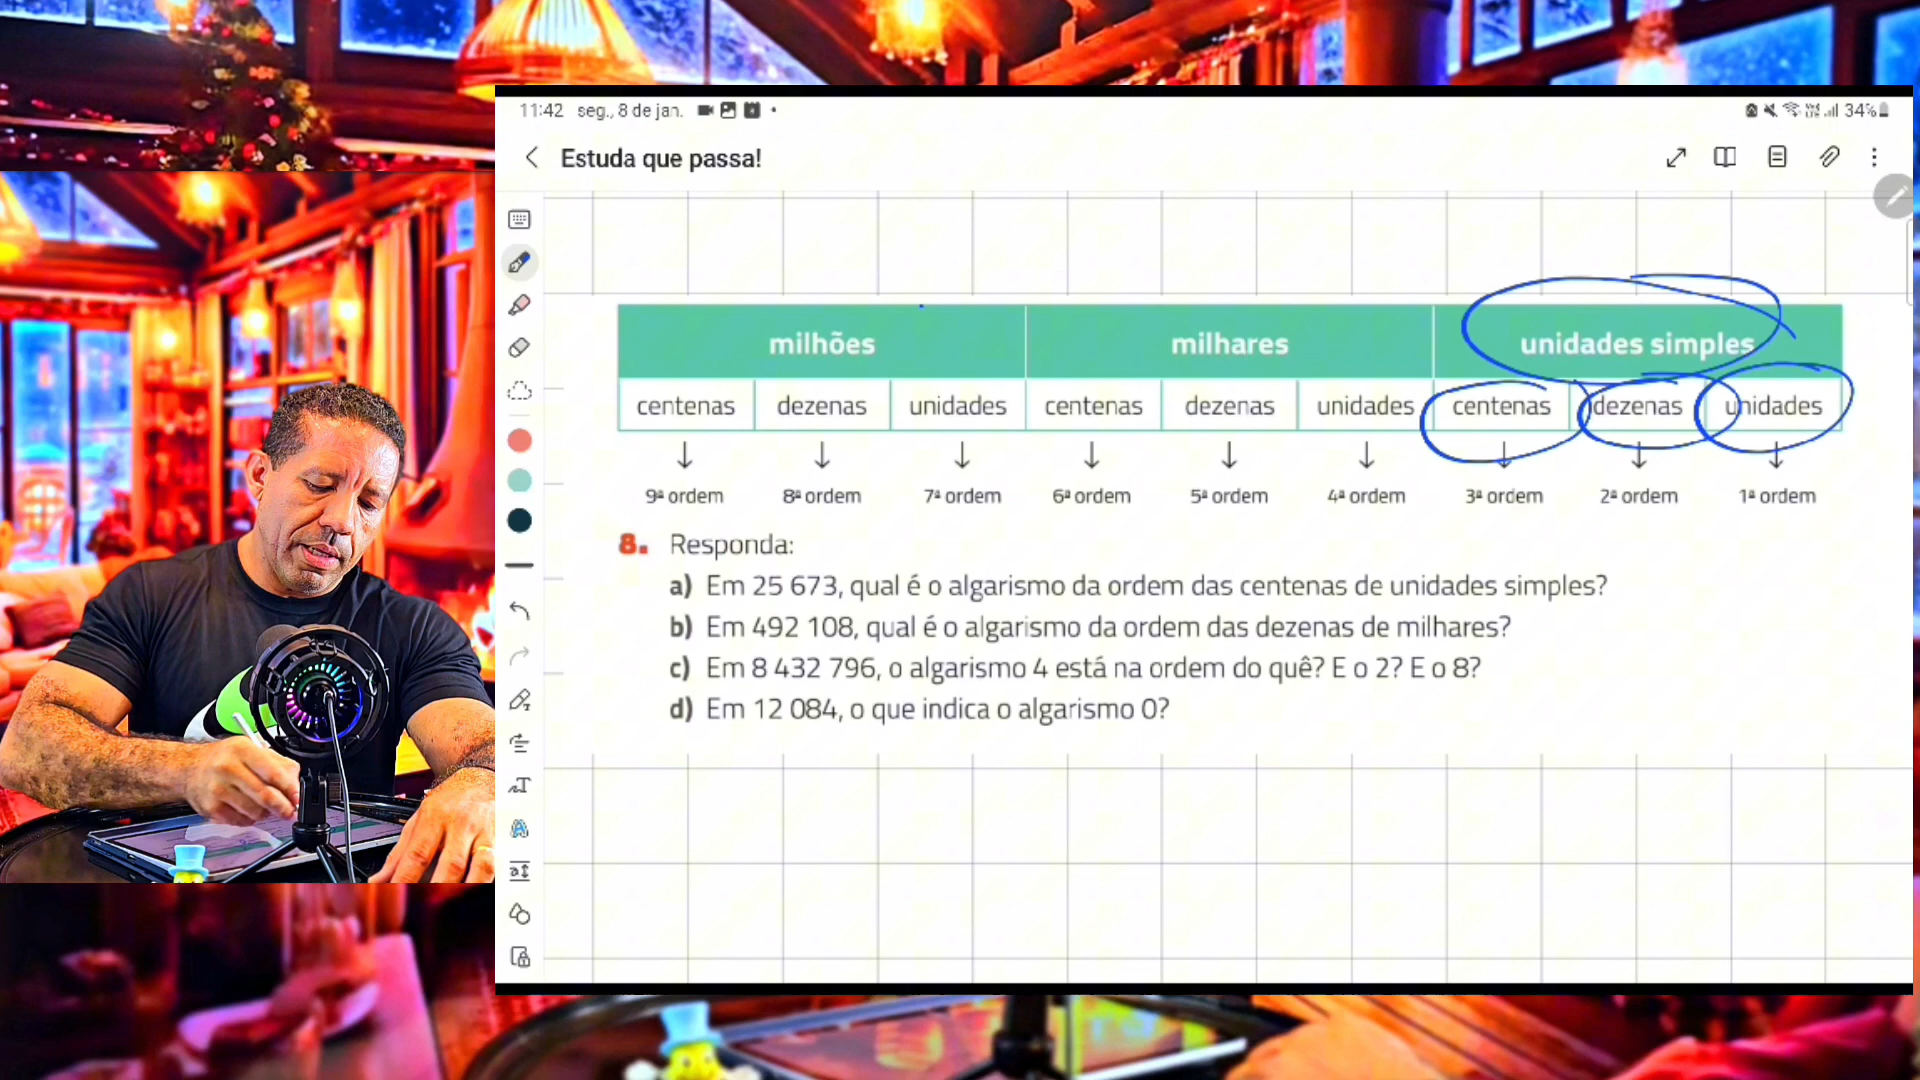 11:42 seg., 8 de jan. 34%
Estuda que passa!
milhões milhares unidades simples
centenas dezenas unidades centenas dezenas unidades centenas dezenas unidades
9ª ordem 8ª ordem 7ª ordem 6ª ordem 5ª ordem 4ª ordem 3ª ordem 2ª ordem 1ª ordem
8. Responda:
a) Em 25 673, qual é o algarismo da ordem das centenas de unidades simples?
b) Em 492 108, qual é o algarismo da ordem das dezenas de milhares?
c) Em 8 432 796, o algarismo 4 está na ordem do quê? E o 2? E o 8?
d) Em 12 084, o que indica o algarismo 0?